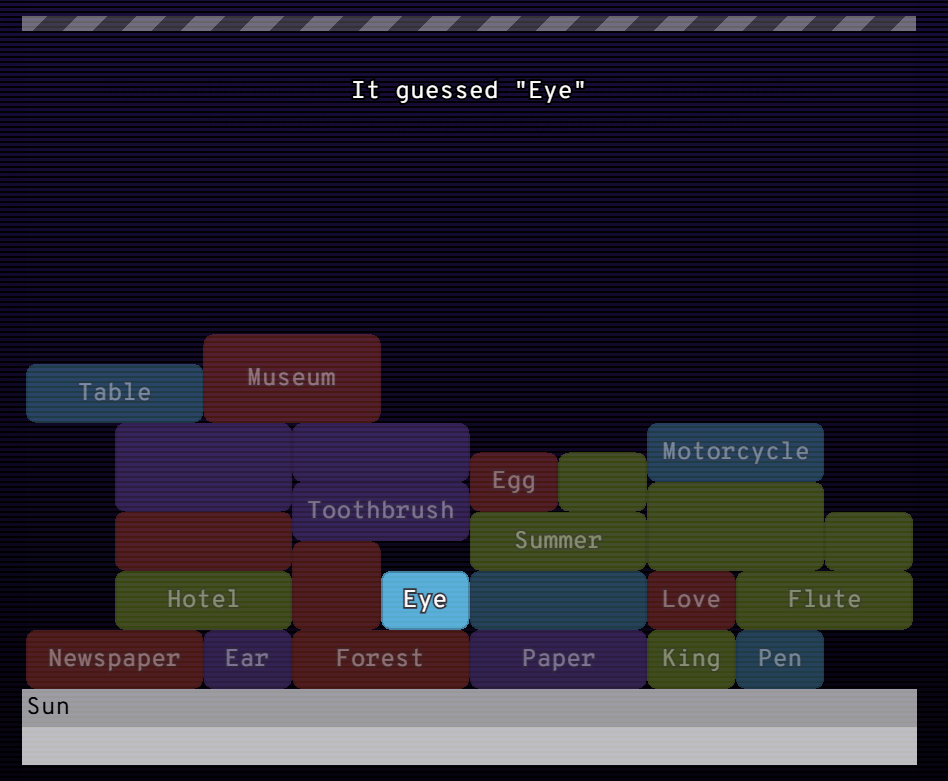 It guessed "Eye"
Museum
Table
Motorcycle
Egg
Toothbrush
Summer
Hotel
Eye
Love
Flute
Newspaper
Ear
Forest
Paper
King
Pen
Sun